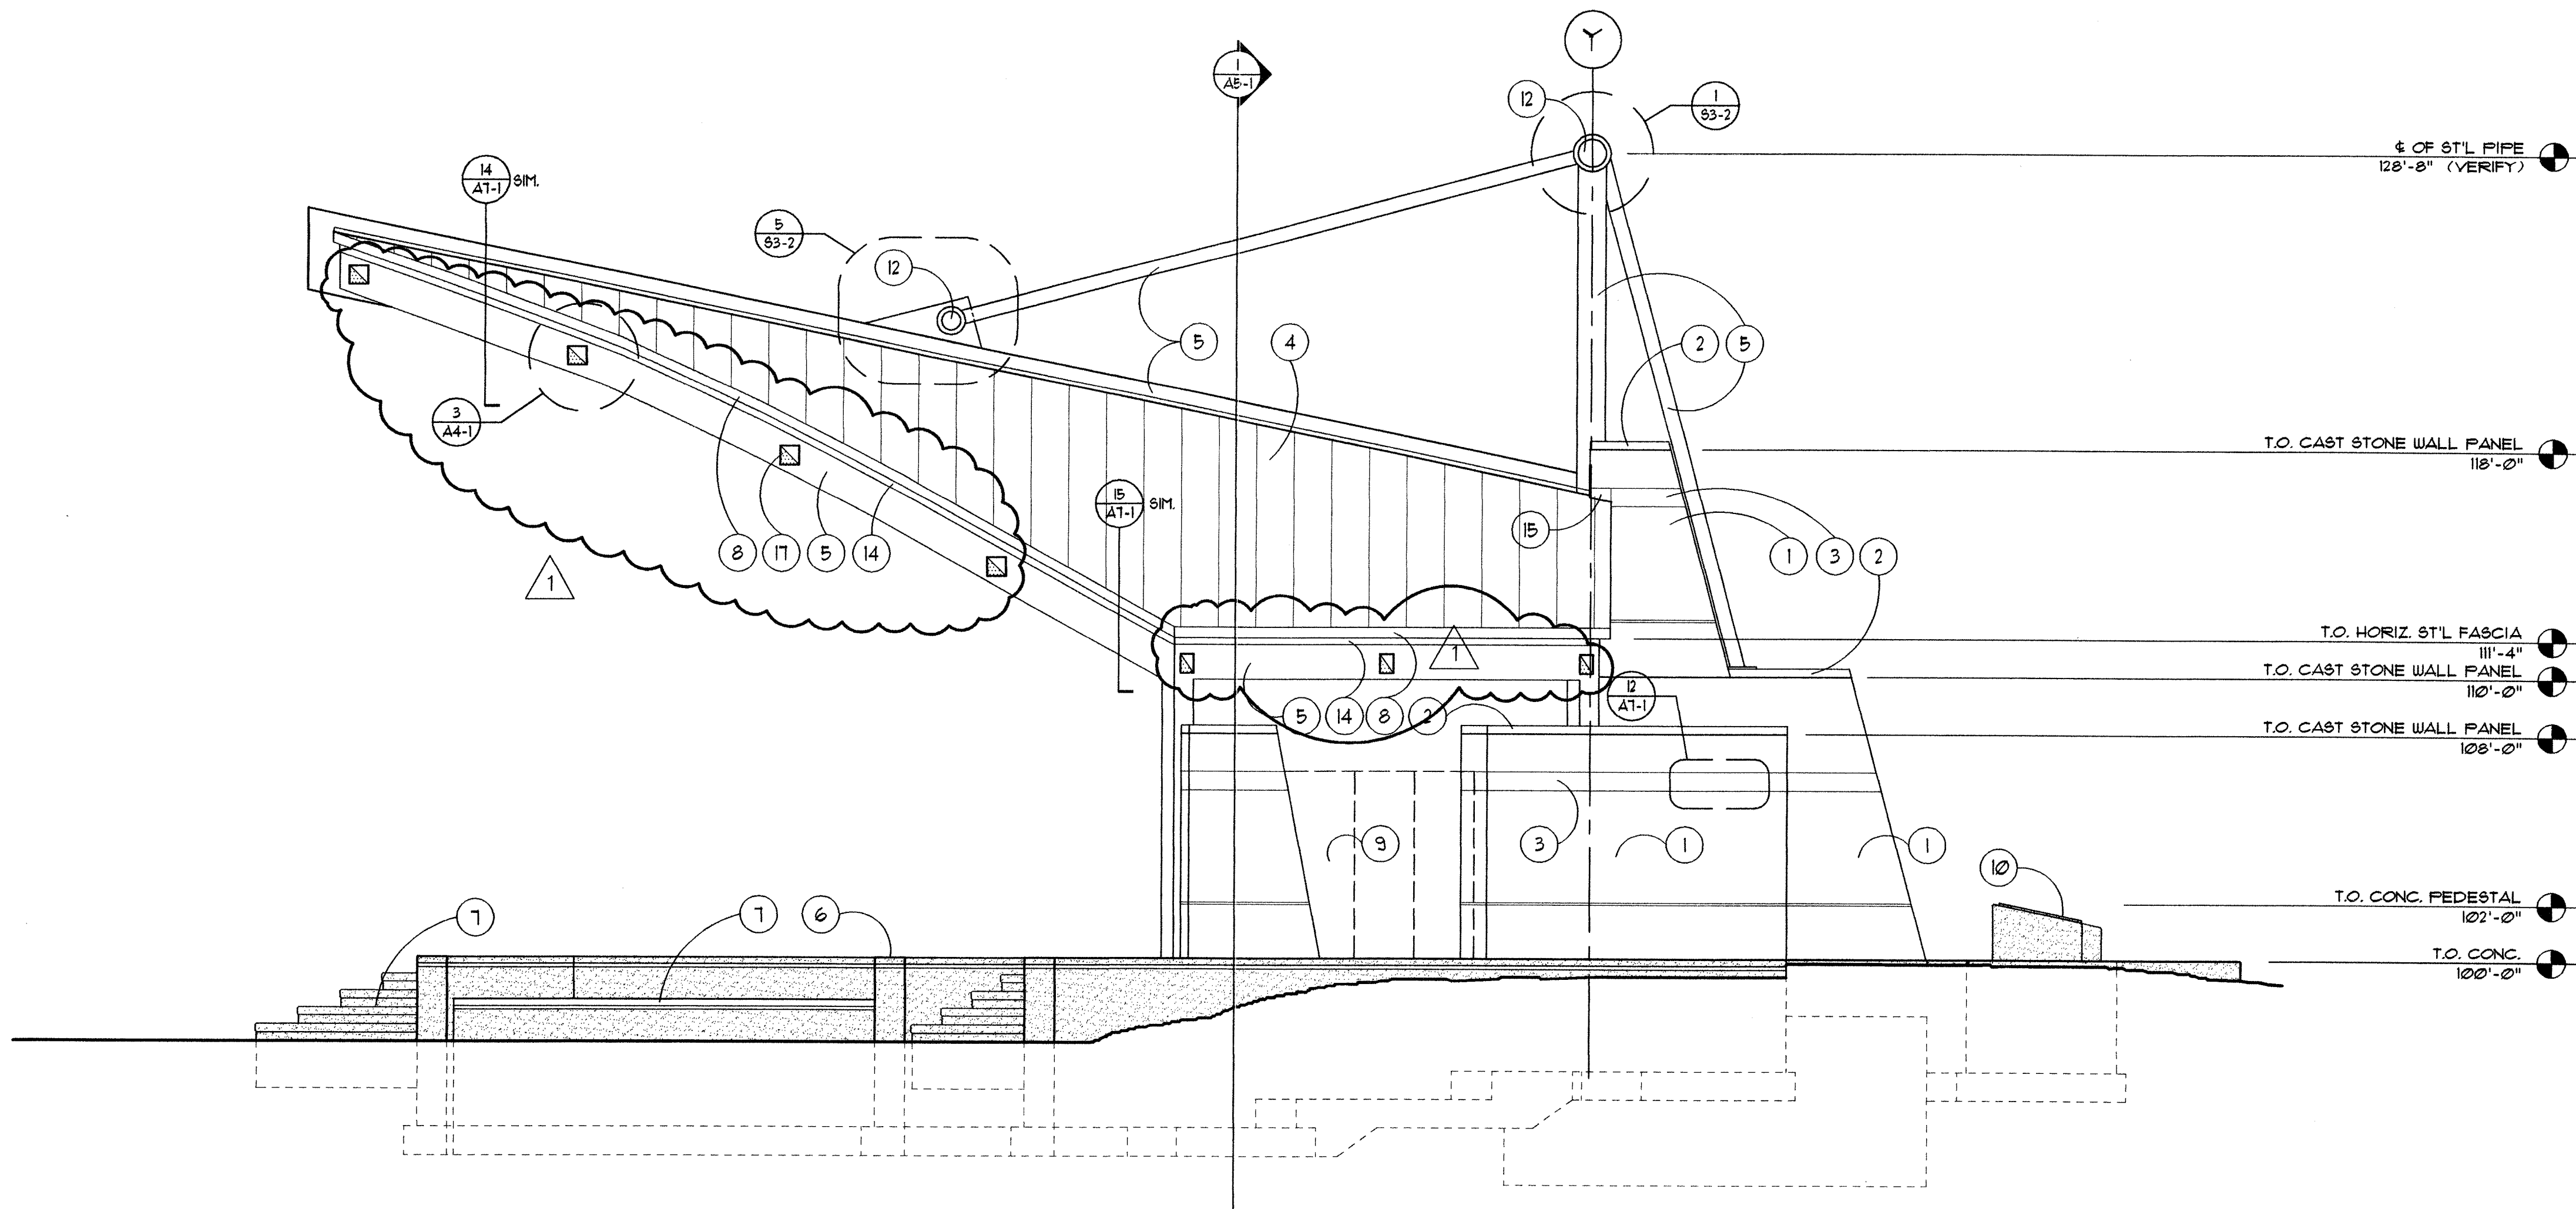 Y
1
A5-1
12
1
S3-2
℄ OF ST'L PIPE
128'-8" (VERIFY)
14
A7-1
SIM.
5
S3-2
12
5
4
2
5
3
A4-1
T.O. CAST STONE WALL PANEL
118'-0"
15
A7-1
SIM.
15
8
17
5
14
1
3
2
1
1
T.O. HORIZ. ST'L FASCIA
111'-4"
T.O. CAST STONE WALL PANEL
110'-0"
12
A7-1
5
14
8
2
T.O. CAST STONE WALL PANEL
108'-0"
9
3
1
1
10
7
7
6
T.O. CONC. PEDESTAL
102'-0"
T.O. CONC.
100'-0"